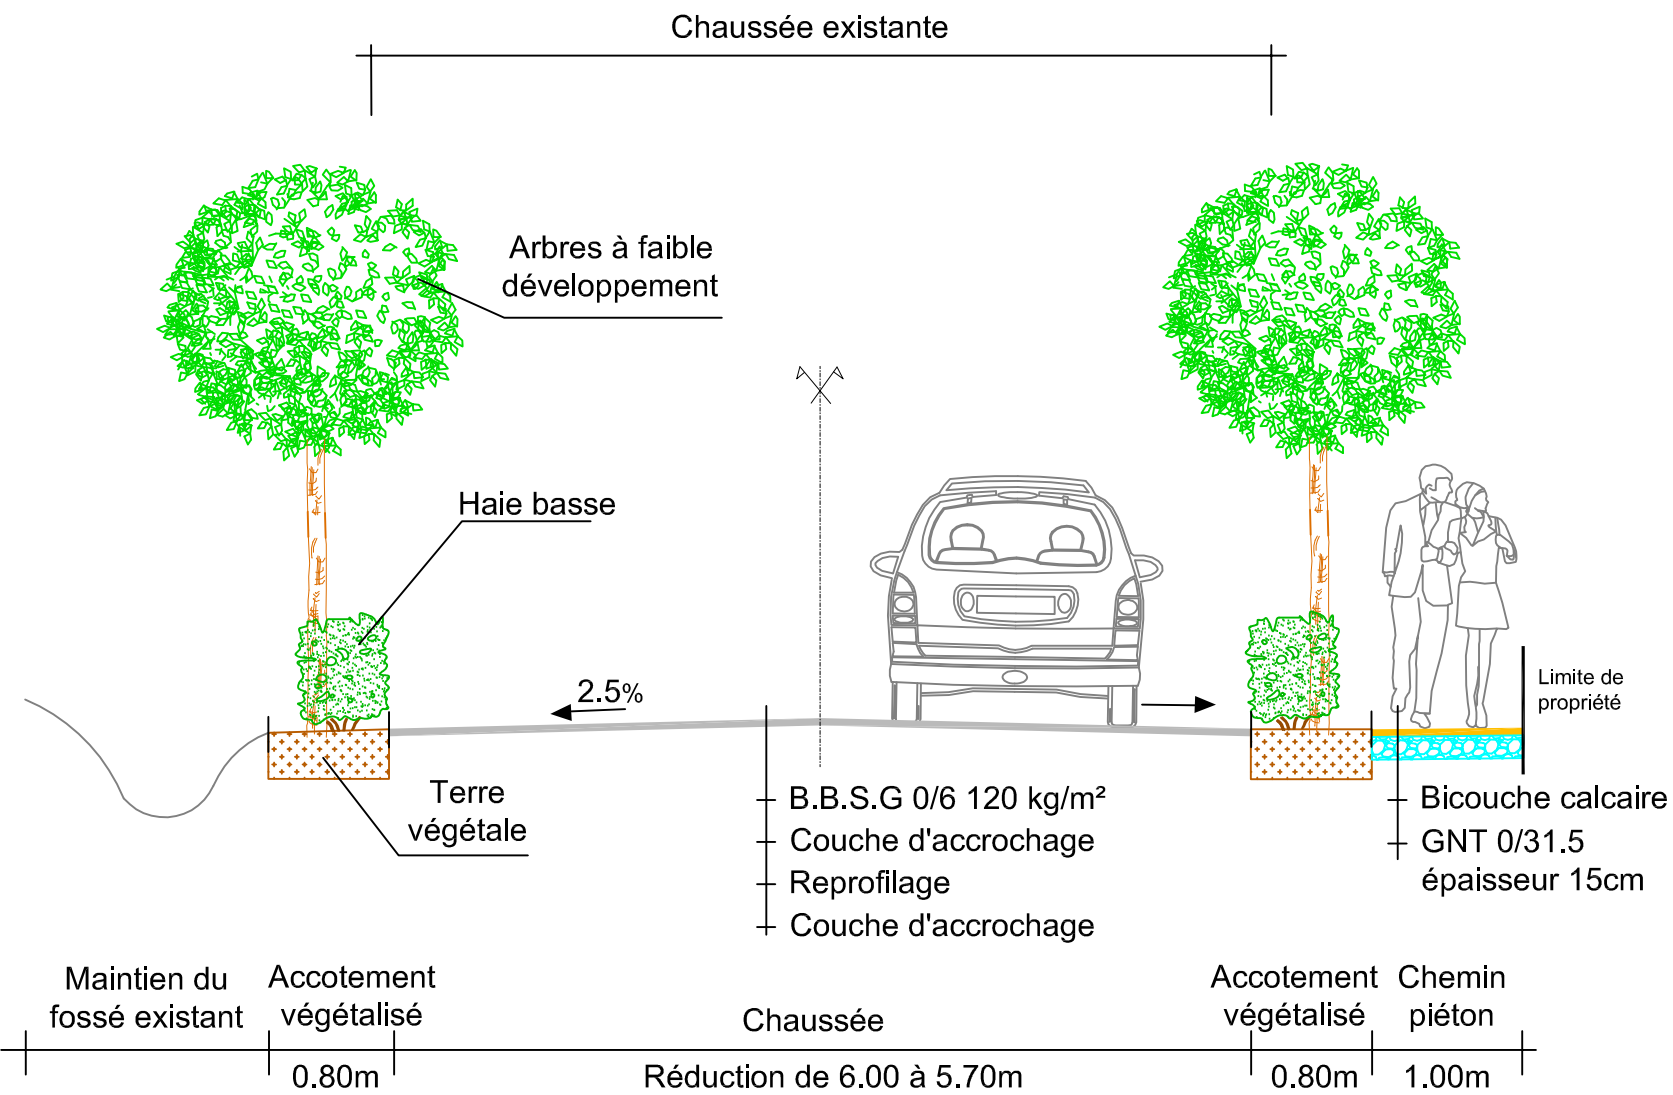 Chaussée existante
Arbres à faible
développement
Haie basse
2.5%
Limite de
propriété
Terre
végétale
B.B.S.G 0/6 120 kg/m²
Couche d'accrochage
Reprofilage
Couche d'accrochage
Bicouche calcaire
GNT 0/31.5
épaisseur 15cm
Maintien du
fossé existant
Accotement
végétalisé
Chaussée
Accotement
végétalisé
Chemin
piéton
0.80m
Réduction de 6.00 à 5.70m
0.80m
1.00m